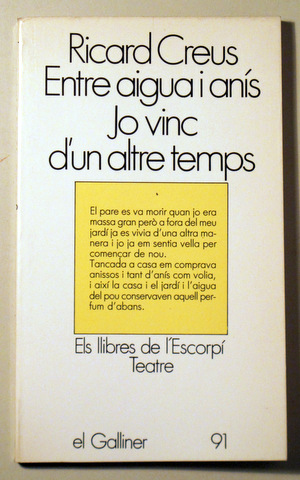 Ricard Creus
Entre aigua i anís
Jo vinc
d'un altre temps
El pare es va morir quan jo era
massa gran però a fora del meu
jardí ja es vivia d'una altra ma-
nera i jo ja em sentia vella per
començar de nou.
Tancada a casa em comprava
anissos i tant d'anís com volia,
i així la casa i el jardí i l'aigua
del pou conservaven aquell per-
fum d'abans.
Els llibres de l'Escorpí
Teatre
el Galliner 91